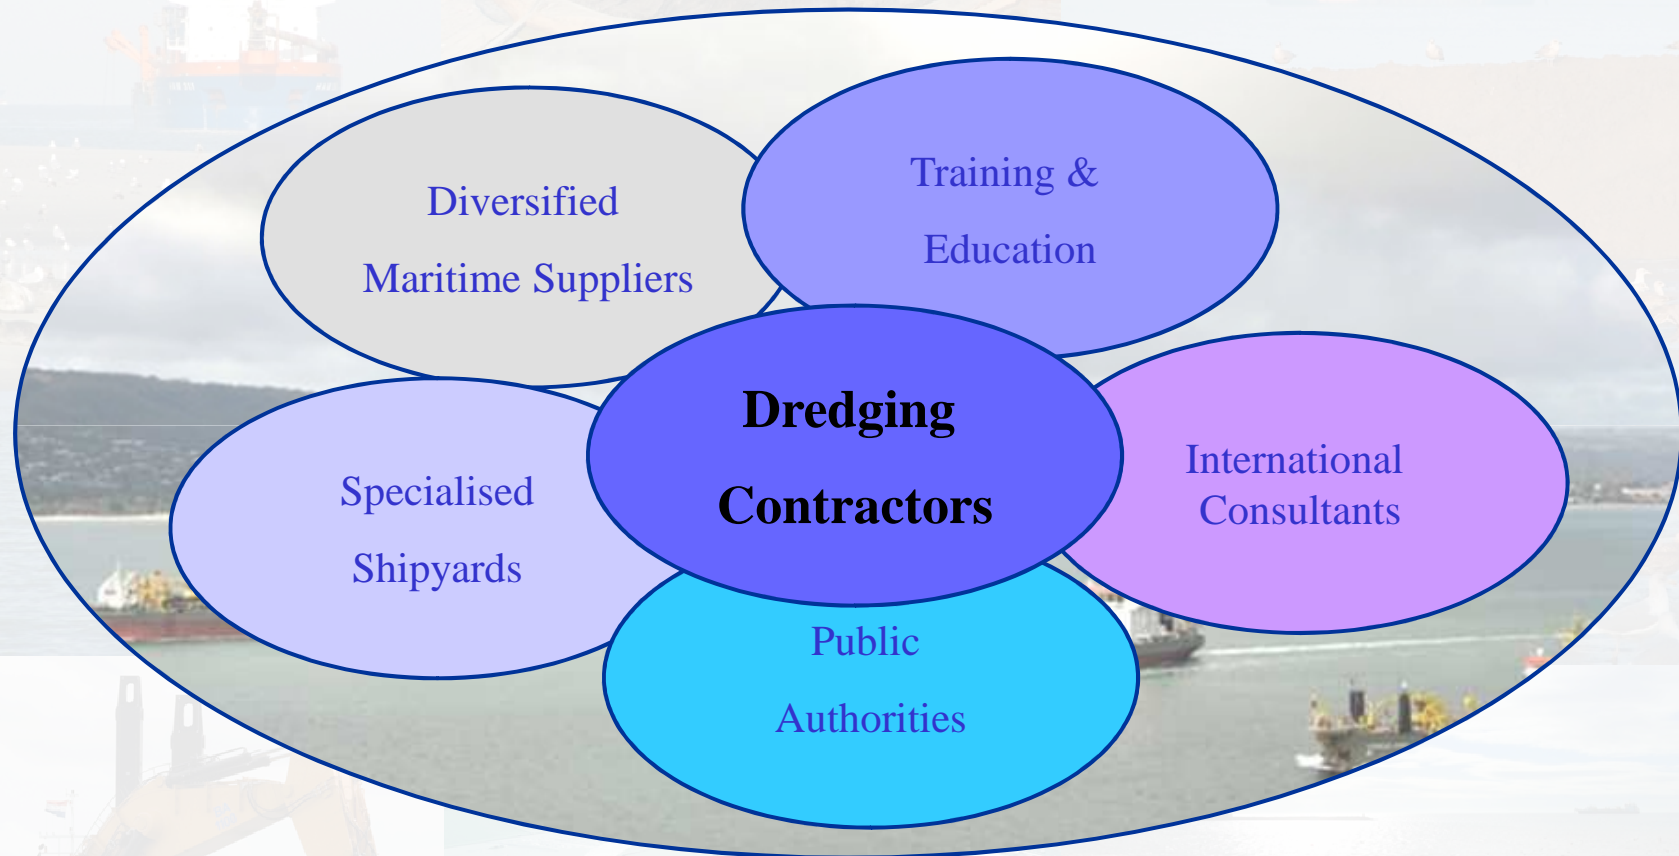 Diversified
Maritime Suppliers
Training &
Education
Dredging
Contractors
International
Consultants
Specialised
Shipyards
Public
Authorities